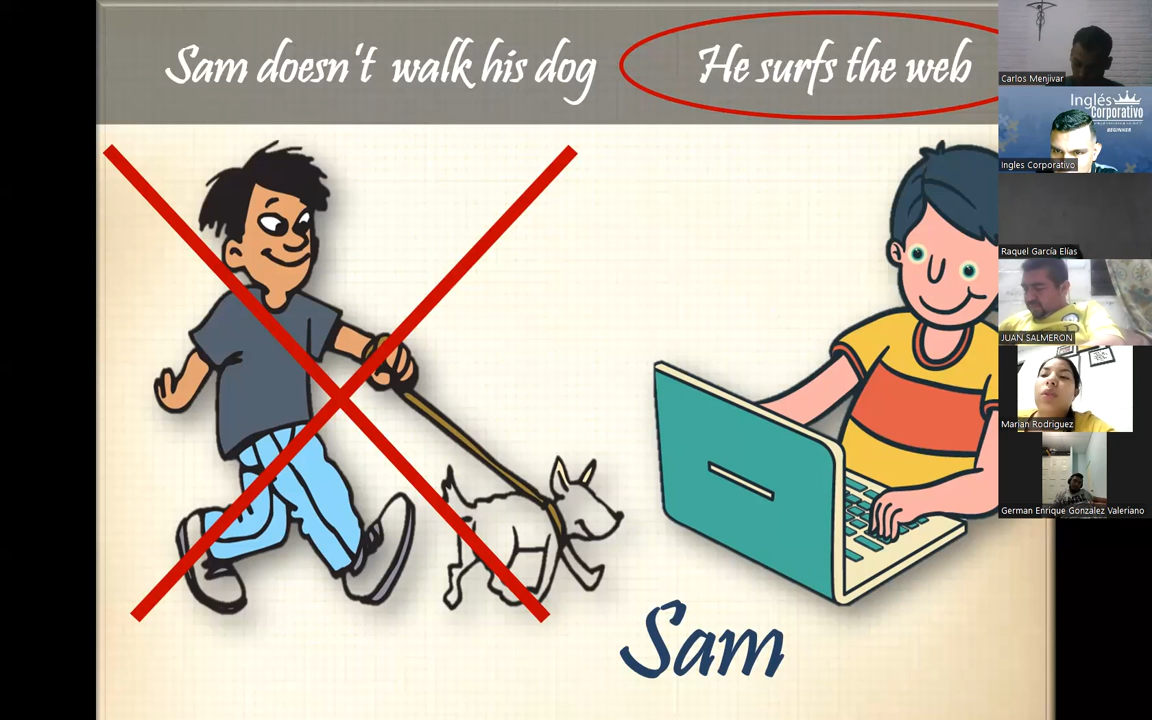 Sam doesn't walk his dog
He surfs the web
Sam
Carlos Menjivar
Inglés
Corporativo
BEGINNER
Ingles Corporativo
Raquel García Elías
JUAN SALMERON
Marian Rodriguez
German Enrique Gonzalez Valeriano